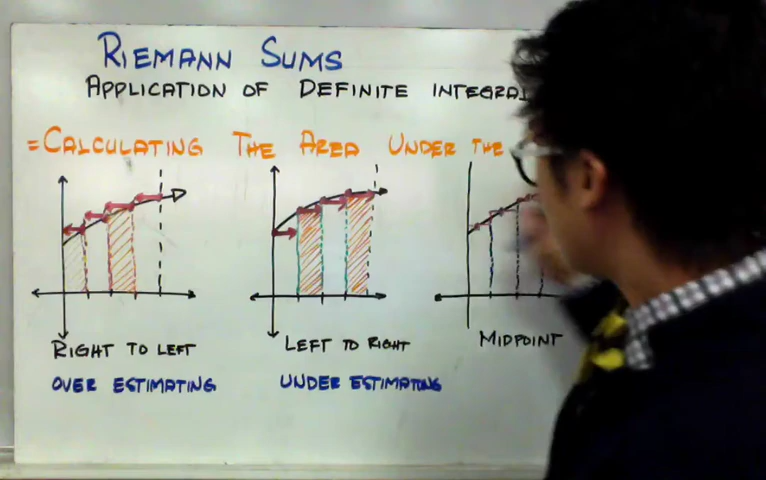 RIEMANN SUMS
APPLICATION OF DEFINITE INTEGRAL
=CALCULATING THE AREA UNDER THE
RIGHT TO LEFT
OVER ESTIMATING
LEFT TO RIGHT
UNDER ESTIMATING
MIDPOINT